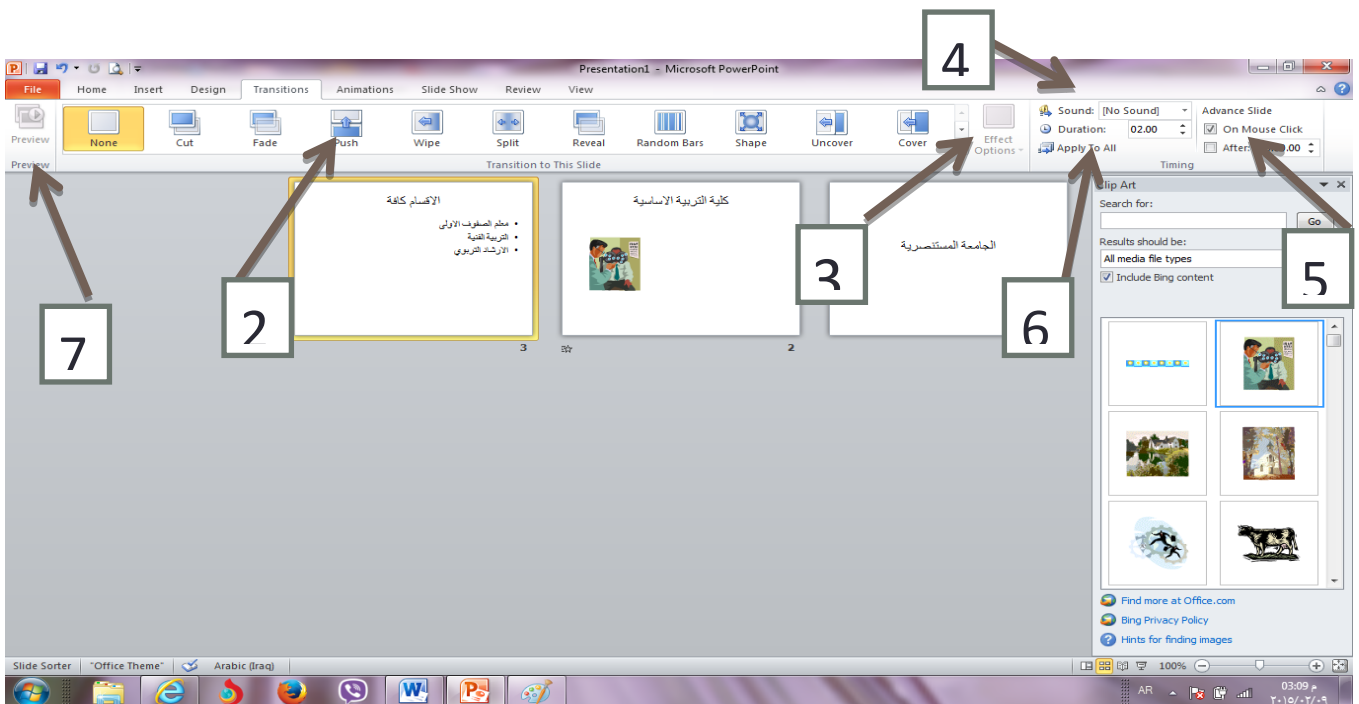 4
Presentation1 - Microsoft PowerPoint
File Home Insert Design Transitions Animations Slide Show Review View
Preview None Cut Fade Push Wipe Split Reveal Random Bars Shape Uncover Cover Effect Options
Sound: [No Sound] Advance Slide
Duration: 02.00 On Mouse Click
Apply To All After:
Preview Transition to This Slide Timing
الاقسام كافة
معلم الصفوف الاولى
التربية الفنية
الارشاد التربوي
3
كلية التربية الاساسية
2
الجامعة المستنصرية
7
2
3
6
5
Clip Art
Search for:
Go
Results should be:
All media file types
Include Bing content
Find more at Office.com
Bing Privacy Policy
Hints for finding images
Slide Sorter "Office Theme" Arabic (Iraq) 100%
AR 03:09 م
٢٠١٥/٠٢/٠٩